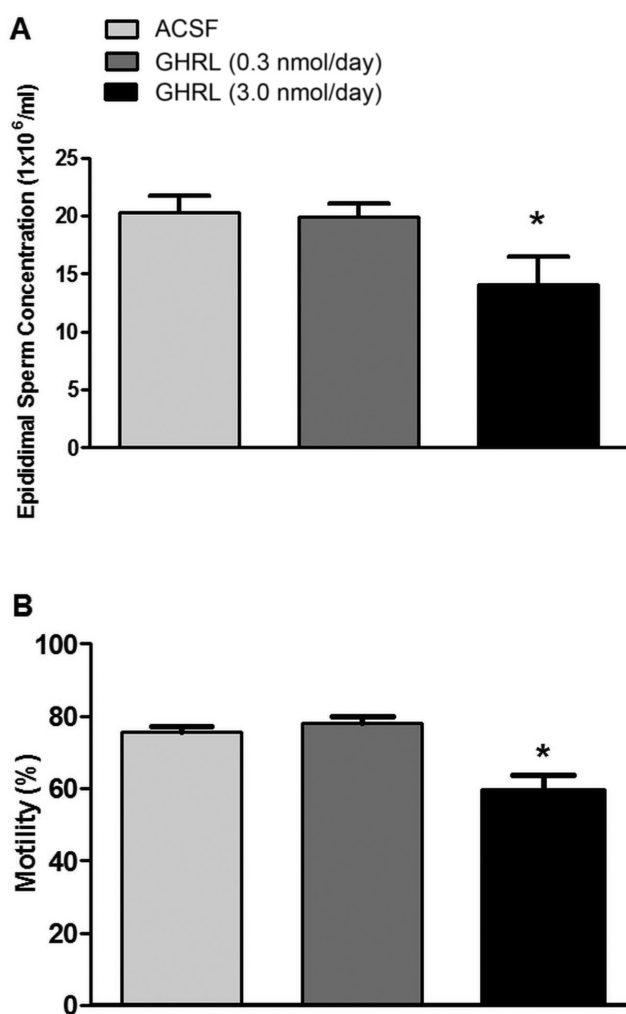 A
ACSF
GHRL (0.3 nmol/day)
GHRL (3.0 nmol/day)
Epididimal Sperm Concentration (1x10⁶/ml)
25
20
15
10
5
0
*
B
Motility (%)
100
80
60
40
20
0
*